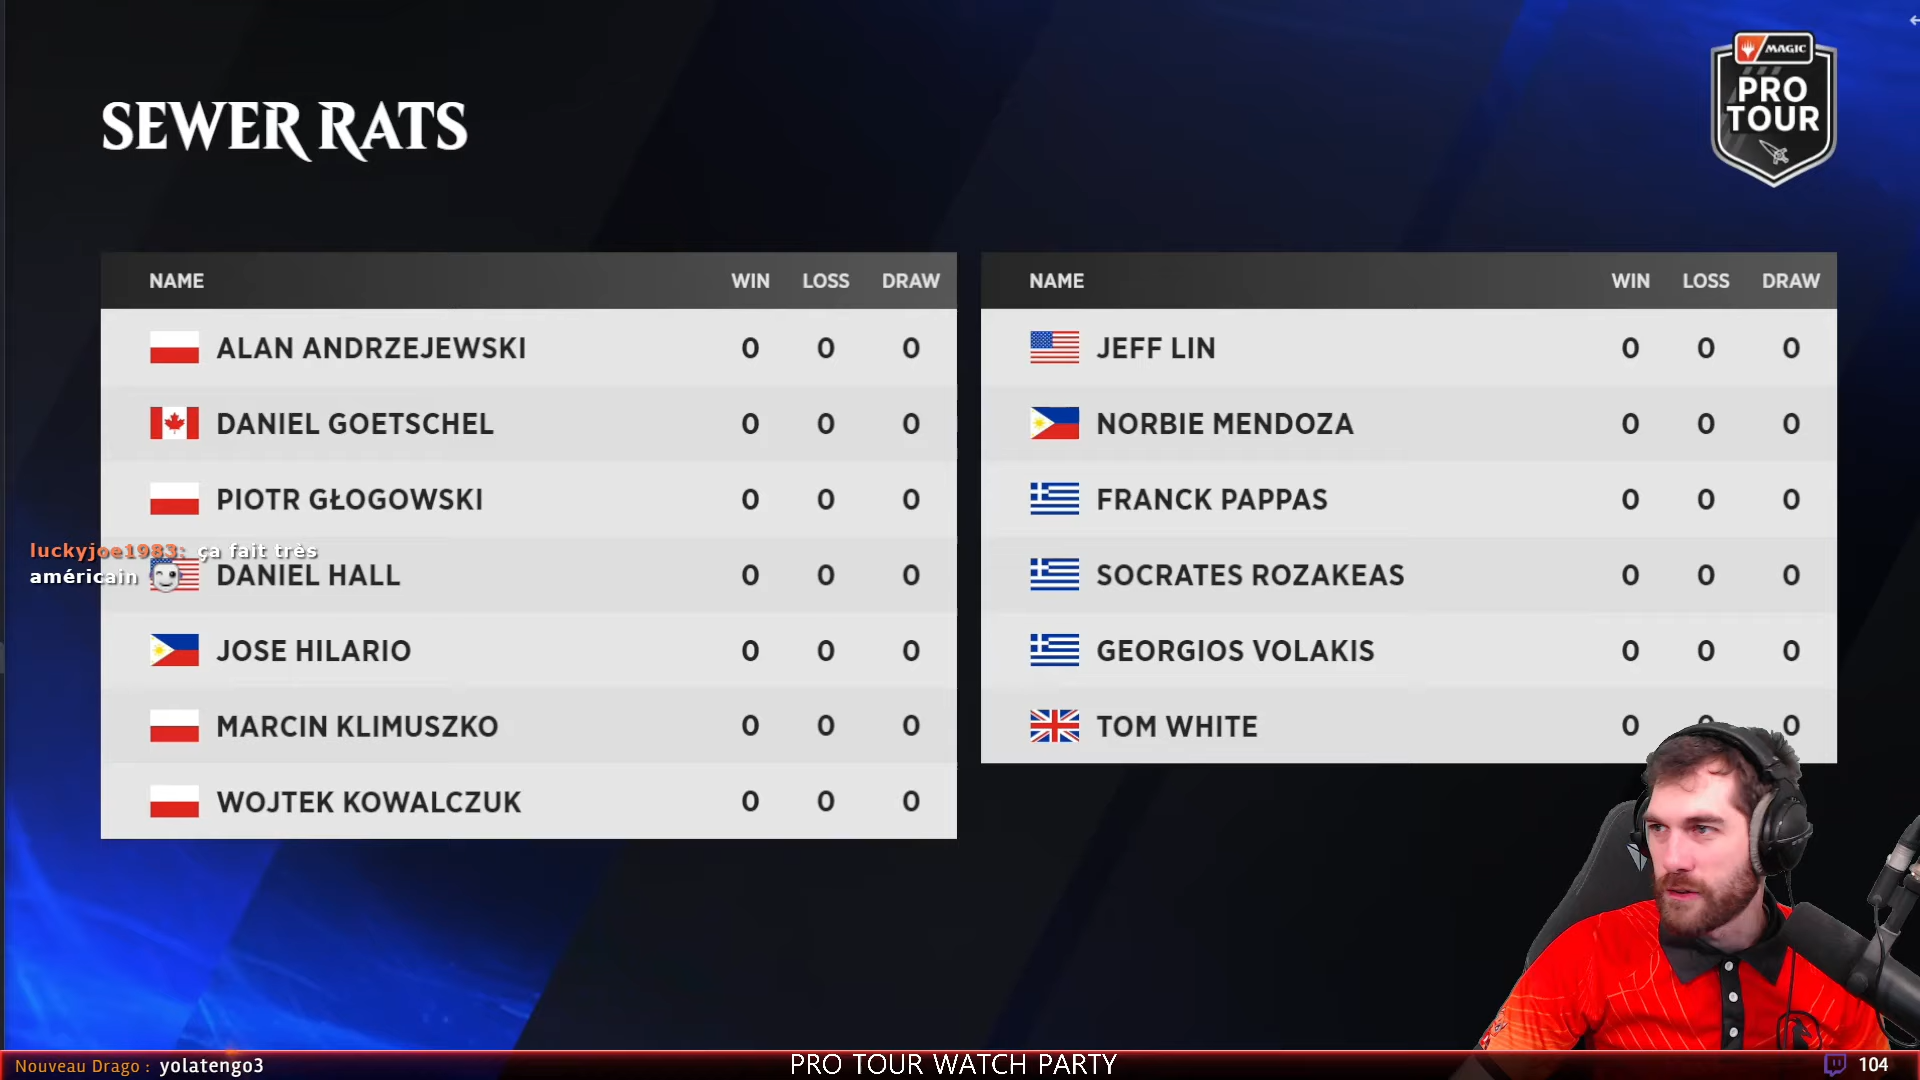 SEWER RATS
MAGIC
PRO
TOUR
NAME WIN LOSS DRAW
ALAN ANDRZEJEWSKI 0 0 0
DANIEL GOETSCHEL 0 0 0
PIOTR GŁOGOWSKI 0 0 0
luckyjoe1983: ça fait très
américain
DANIEL HALL 0 0 0
JOSE HILARIO 0 0 0
MARCIN KLIMUSZKO 0 0 0
WOJTEK KOWALCZUK 0 0 0
NAME WIN LOSS DRAW
JEFF LIN 0 0 0
NORBIE MENDOZA 0 0 0
FRANCK PAPPAS 0 0 0
SOCRATES ROZAKEAS 0 0 0
GEORGIOS VOLAKIS 0 0 0
TOM WHITE 0 0 0
Nouveau Drago : yolatengo3
PRO TOUR WATCH PARTY
104